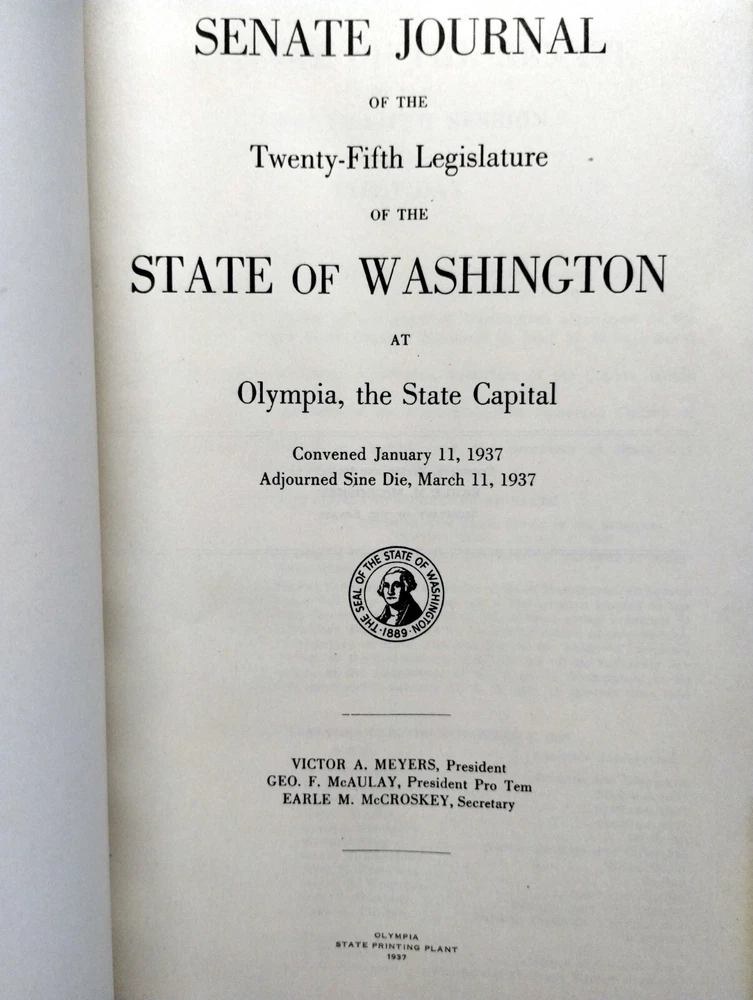 SENATE JOURNAL
OF THE
Twenty-Fifth Legislature
OF THE
STATE OF WASHINGTON
AT
Olympia, the State Capital
Convened January 11, 1937
Adjourned Sine Die, March 11, 1937
THE SEAL OF THE STATE OF WASHINGTON
·1889·
VICTOR A. MEYERS, President
GEO. F. McAULAY, President Pro Tem
EARLE M. McCROSKEY, Secretary
OLYMPIA
STATE PRINTING PLANT
1937